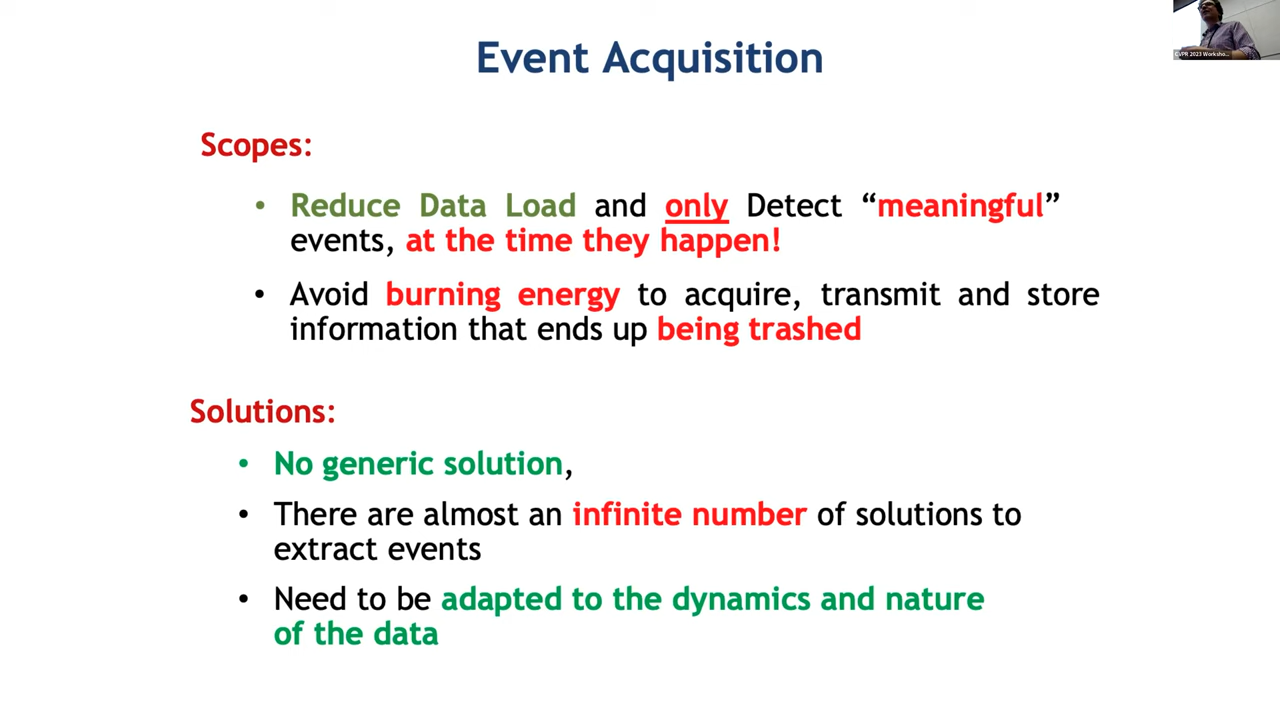 Event Acquisition
CVPR 2023 Worksho...
Scopes:
• Reduce Data Load and only Detect “meaningful”
events, at the time they happen!
• Avoid burning energy to acquire, transmit and store
information that ends up being trashed
Solutions:
• No generic solution,
• There are almost an infinite number of solutions to
extract events
• Need to be adapted to the dynamics and nature
of the data